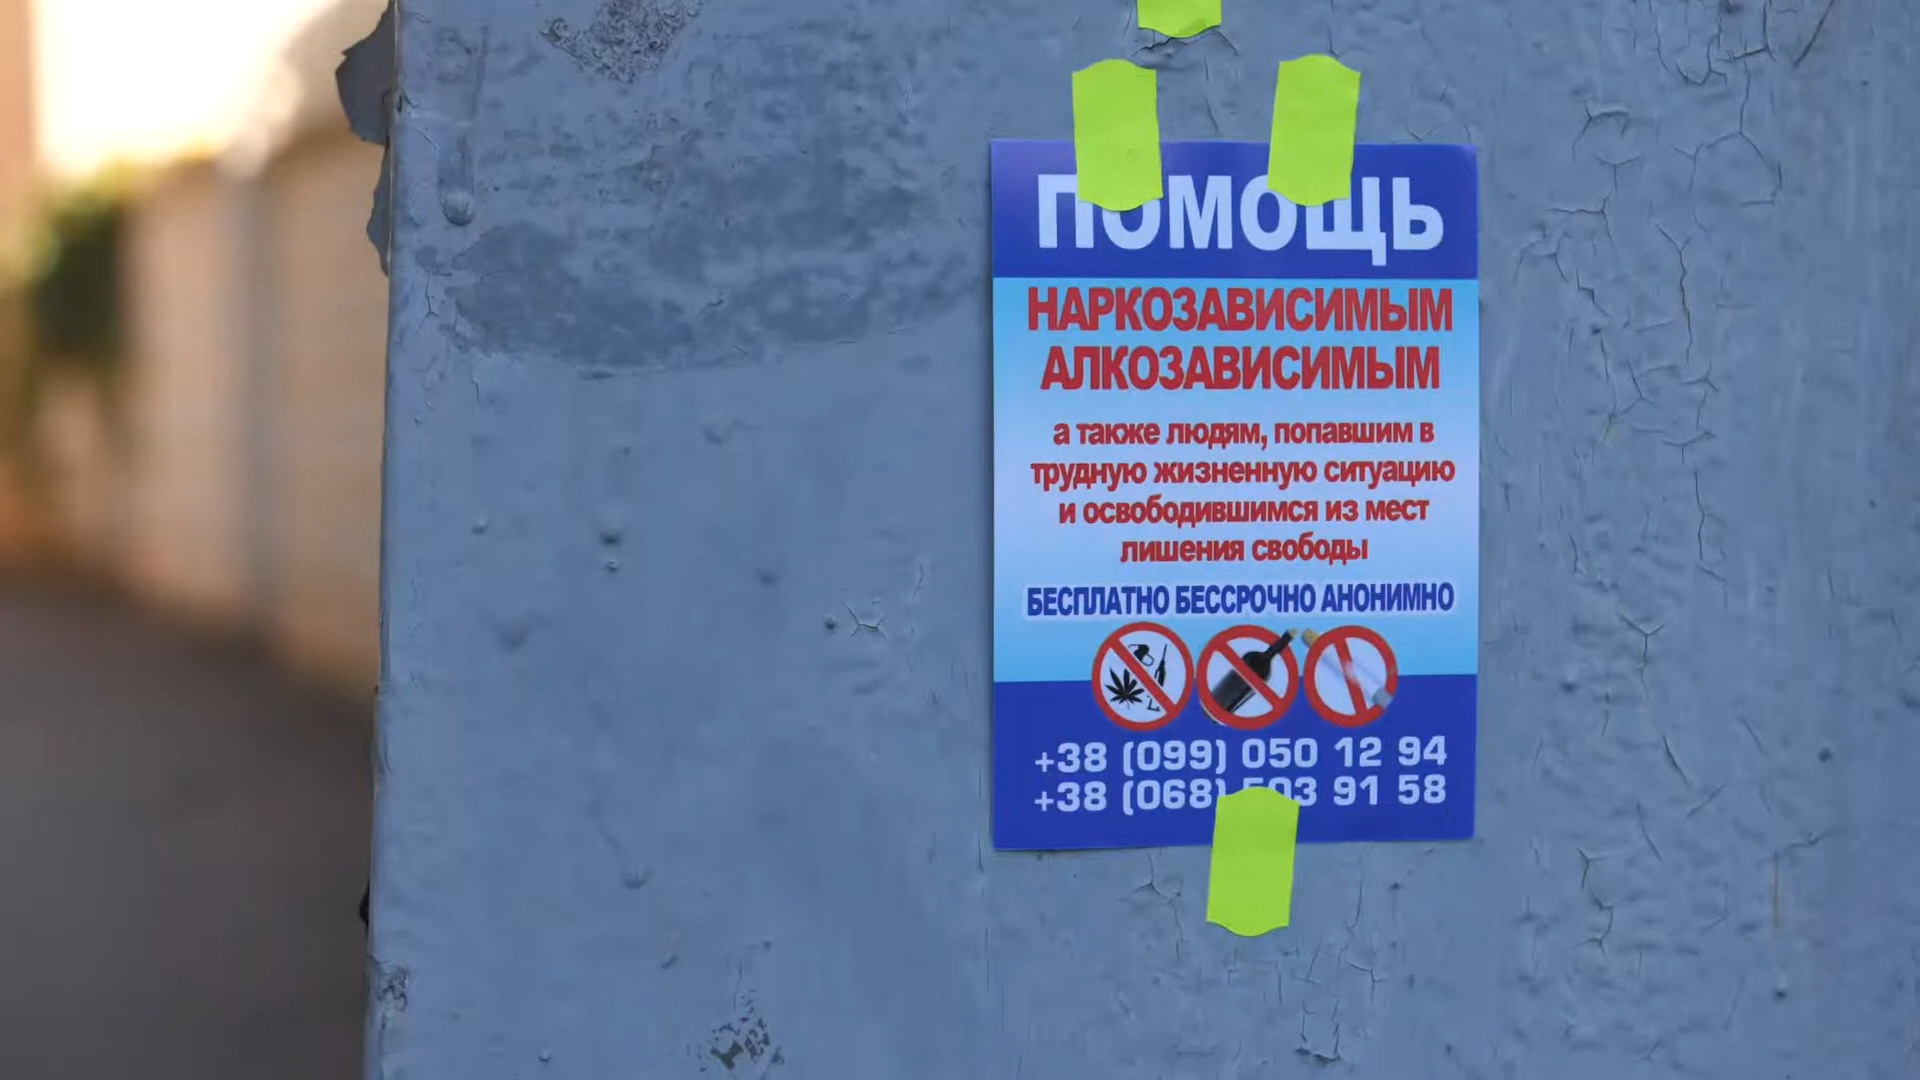 ПОМОЩЬ
НАРКОЗАВИСИМЫМ
АЛКОЗАВИСИМЫМ
а также людям, попавшим в
трудную жизненную ситуацию
и освободившимся из мест
лишения свободы
БЕСПЛАТНО БЕССРОЧНО АНОНИМНО
+38 (099) 050 12 94
+38 (068) 503 91 58